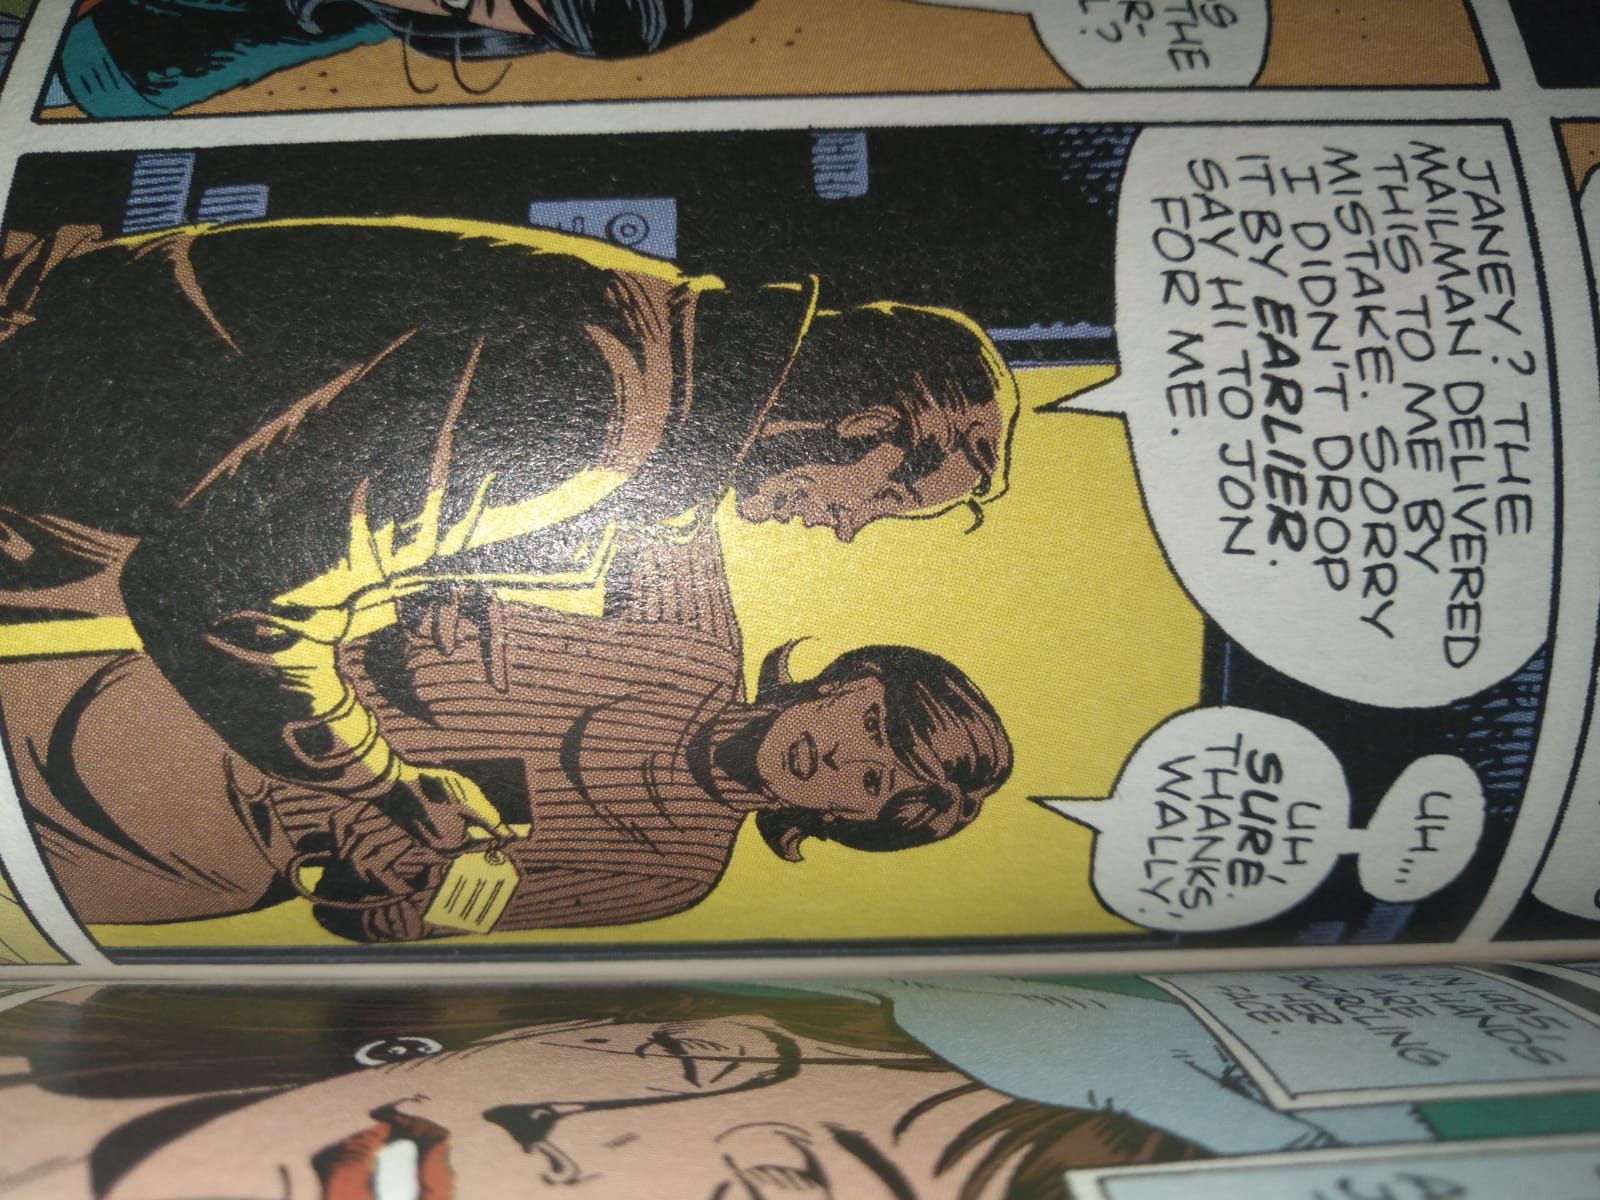 JANEY? THE
MAILMAN DELIVERED
THIS TO ME BY
MISTAKE. SORRY
I DIDN'T DROP
IT BY EARLIER.
SAY HI TO JON
FOR ME.
UH...
UH,
SURE.
THANKS,
WALLY.
THE
IN 1985,
MY HANDS
ARE
ENCIRCLING
HER
FACE.